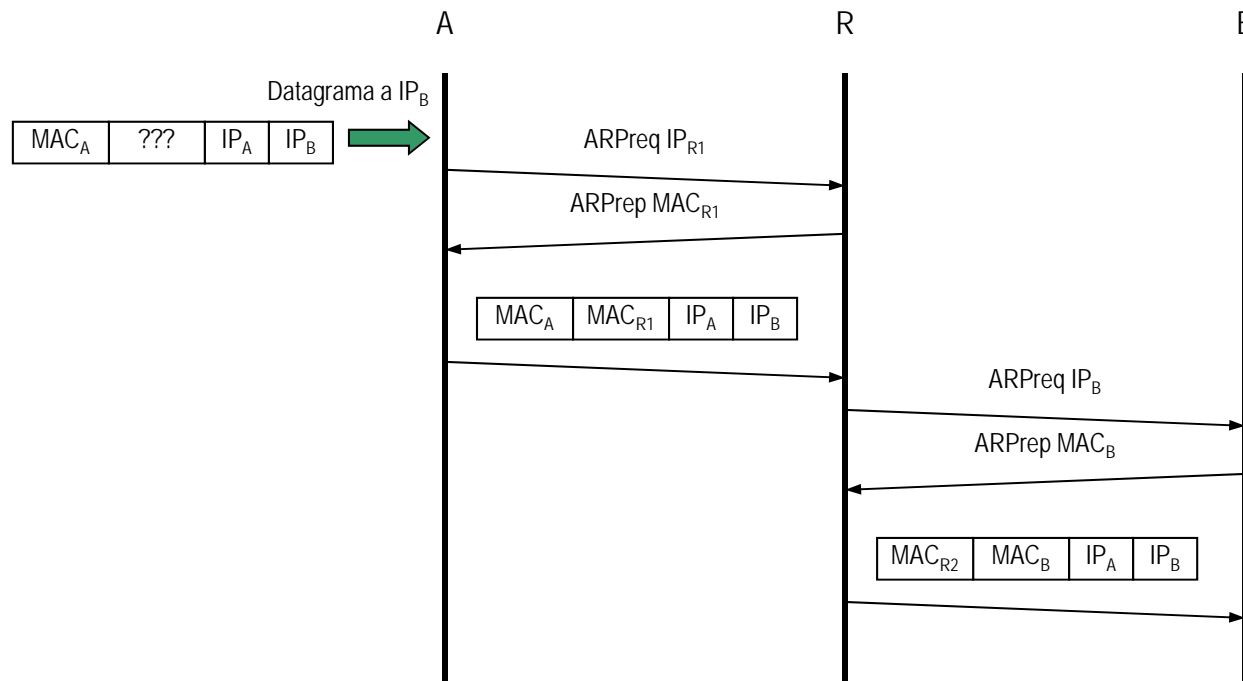 A
R
Datagrama a IP_B
MAC_A ??? IP_A IP_B
ARPreq IP_R1
ARPrep MAC_R1
MAC_A MAC_R1 IP_A IP_B
ARPreq IP_B
ARPrep MAC_B
MAC_R2 MAC_B IP_A IP_B